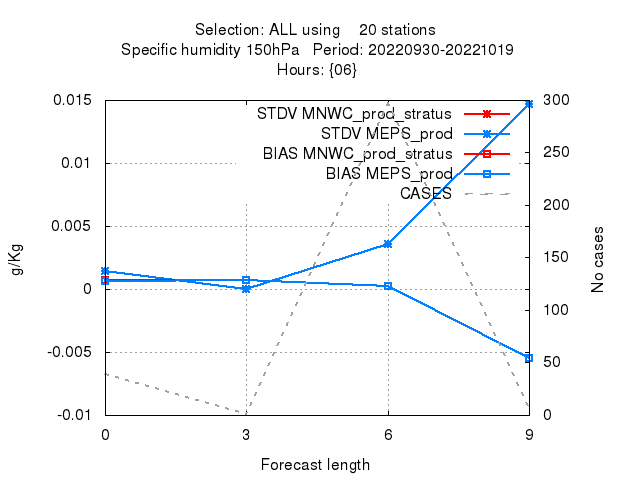 Selection: ALL using    20 stations
Specific humidity 150hPa   Period: 20220930-20221019
Hours: {06}
STDV MNWC_prod_stratus
STDV MEPS_prod
BIAS MNWC_prod_stratus
BIAS MEPS_prod
CASES
0.015
0.01
0.005
0
-0.005
-0.01
300
250
200
150
100
50
0
0 3 6 9
g/Kg
No cases
Forecast length